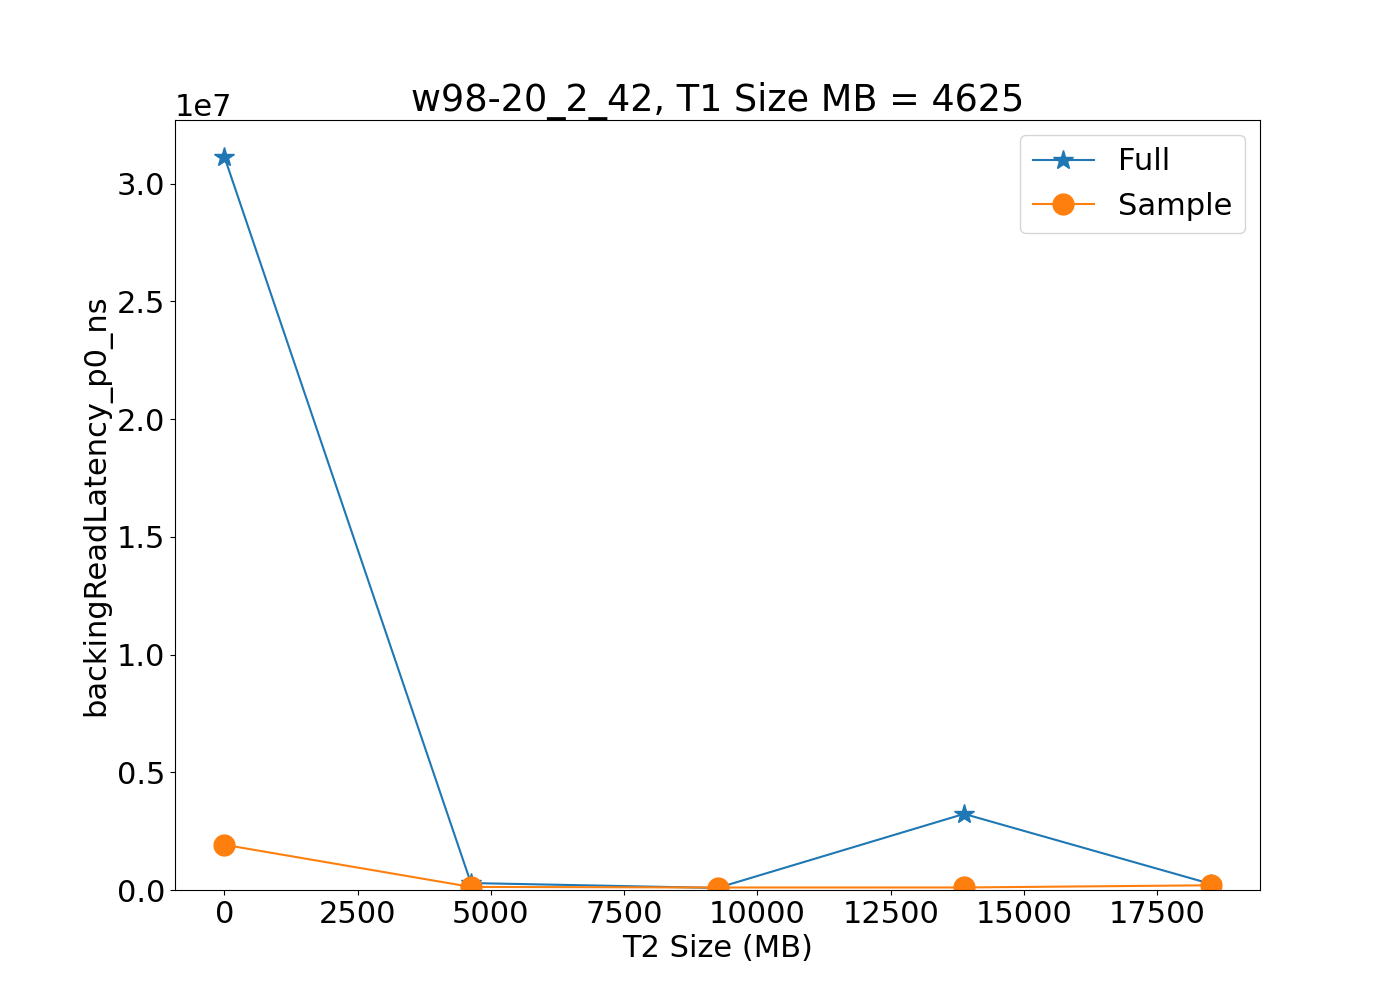 w98-20_2_42, T1 Size MB = 4625
1e7
Full
Sample
3.0
2.5
2.0
1.5
1.0
0.5
0.0
backingReadLatency_p0_ns
0 2500 5000 7500 10000 12500 15000 17500
T2 Size (MB)